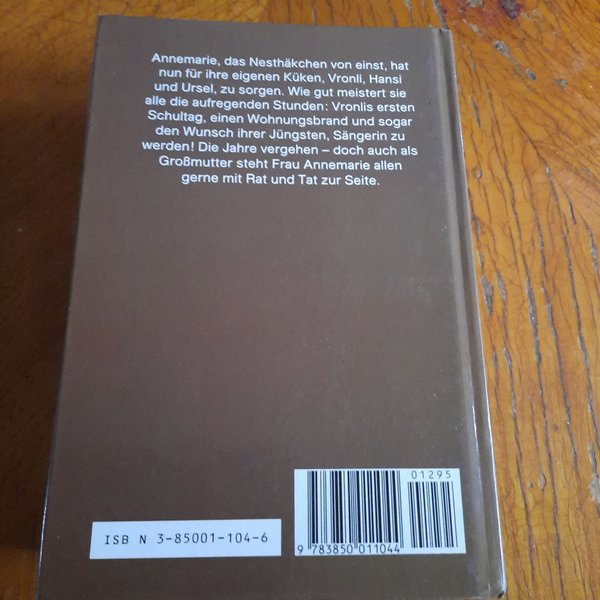 Annemarie, das Nesthäkchen von einst, hat
nun für ihre eigenen Küken, Vronli, Hansi
und Ursel, zu sorgen. Wie gut meistert sie
alle die aufregenden Stunden: Vronlis ersten
Schultag, einen Wohnungsbrand und sogar
den Wunsch ihrer Jüngsten, Sängerin zu
werden! Die Jahre vergehen – doch auch als
Großmutter steht Frau Annemarie allen
gerne mit Rat und Tat zur Seite.
01295
ISB N 3-85001-104-6
9 783850 011044